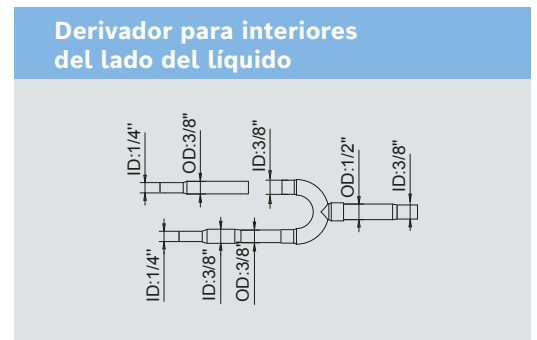 Derivador para interiores
del lado del líquido
ID:1/4"
OD:3/8"
ID:3/8"
OD:1/2"
ID:3/8"
ID:1/4"
ID:3/8"
OD:3/8"